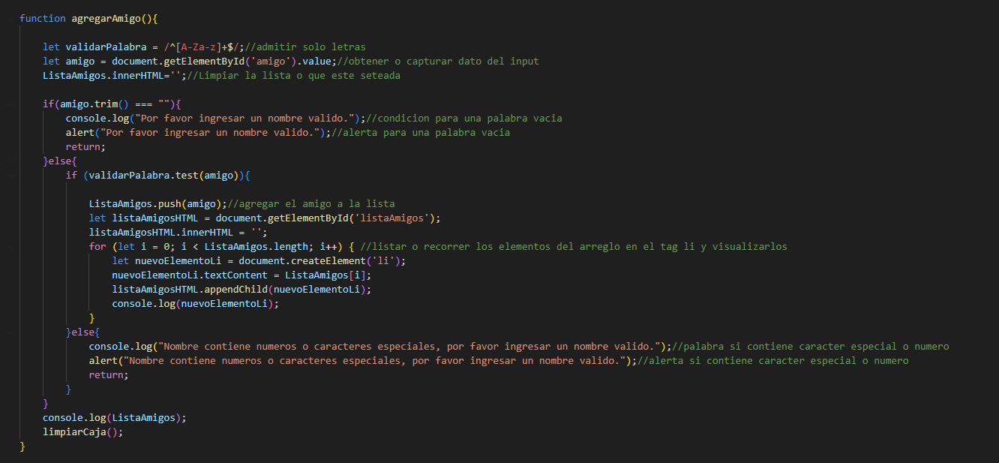 function agregarAmigo(){
let validarPalabra = /^[A-Za-z]+$/;//admitir solo letras
let amigo = document.getElementById('amigo').value;//obtener o capturar dato del input
ListaAmigos.innerHTML='';//Limpiar la lista o que este seteada
if(amigo.trim() === ""){
console.log("Por favor ingresar un nombre valido.");//condicion para una palabra vacia
alert("Por favor ingresar un nombre valido.");//alerta para una palabra vacia
return;
}else{
if (validarPalabra.test(amigo)){
ListaAmigos.push(amigo);//agregar el amigo a la lista
let listaAmigosHTML = document.getElementById('listaAmigos');
listaAmigosHTML.innerHTML = '';
for (let i = 0; i < ListaAmigos.length; i++) { //listar o recorrer los elementos del arreglo en el tag li y visualizarlos
let nuevoElementoLi = document.createElement('li');
nuevoElementoLi.textContent = ListaAmigos[i];
listaAmigosHTML.appendChild(nuevoElementoLi);
console.log(nuevoElementoLi);
}
}else{
console.log("Nombre contiene numeros o caracteres especiales, por favor ingresar un nombre valido.");//palabra si contiene caracter especial o numero
alert("Nombre contiene numeros o caracteres especiales, por favor ingresar un nombre valido.");//alerta si contiene caracter especial o numero
return;
}
}
console.log(ListaAmigos);
limpiarCaja();
}